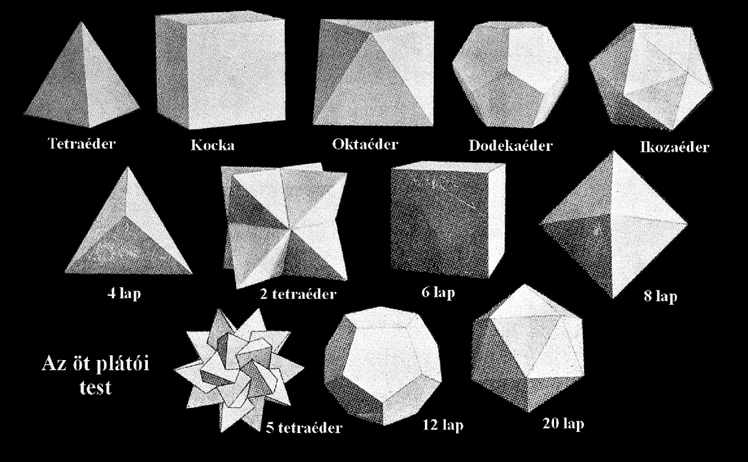 Tetraéder
Kocka
Oktaéder
Dodekaéder
Ikozaéder
4 lap
2 tetraéder
6 lap
8 lap
Az öt plátói
test
5 tetraéder
12 lap
20 lap